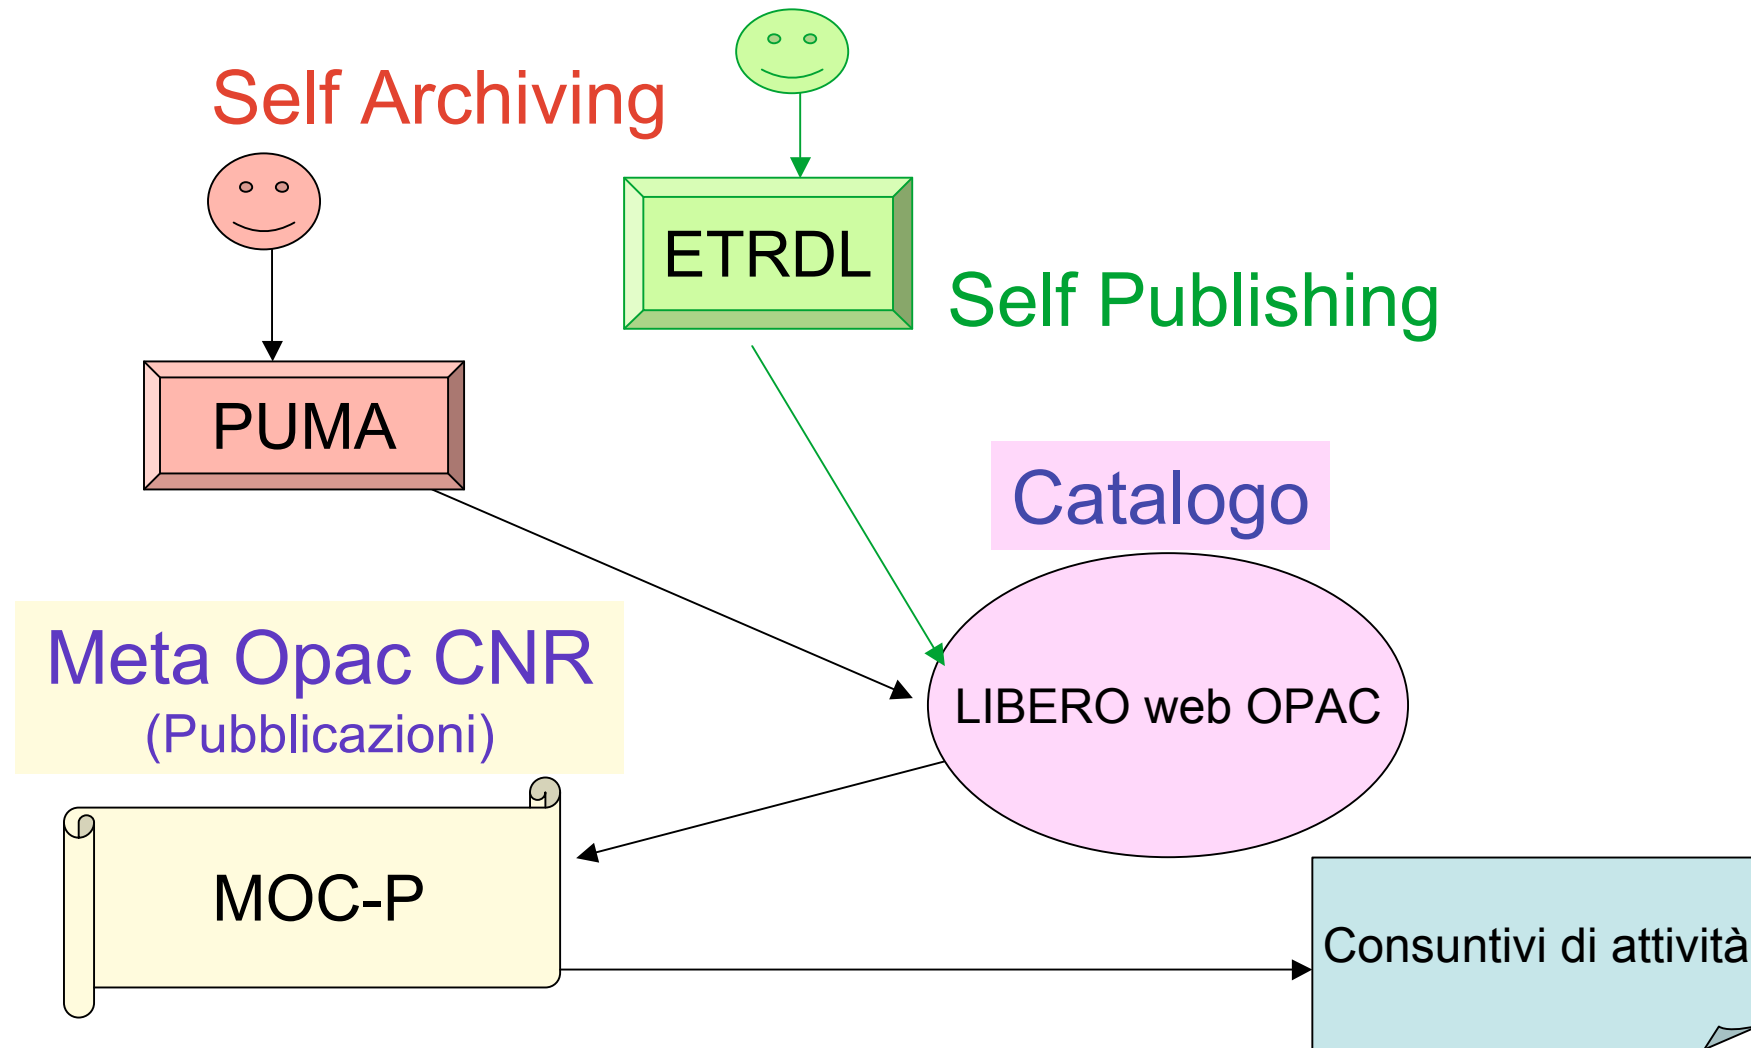 Self Archiving
ETRDL
Self Publishing
PUMA
Catalogo
Meta Opac CNR
(Pubblicazioni)
LIBERO web OPAC
MOC-P
Consuntivi di attività